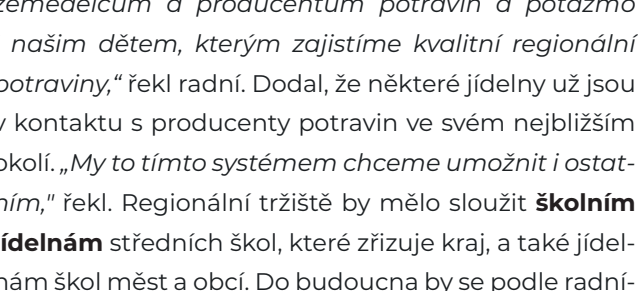 zemědělcům a producentům potravin a potažmo
našim dětem, kterým zajistíme kvalitní regionální
potraviny,“ řekl radní. Dodal, že některé jídelny už jsou
v kontaktu s producenty potravin ve svém nejbližším
okolí. „My to tímto systémem chceme umožnit i ostat-
ním," řekl. Regionální tržiště by mělo sloužit školním
jídelnám středních škol, které zřizuje kraj, a také jídel-
nám škol měst a obcí. Do budoucna by se podle radní-